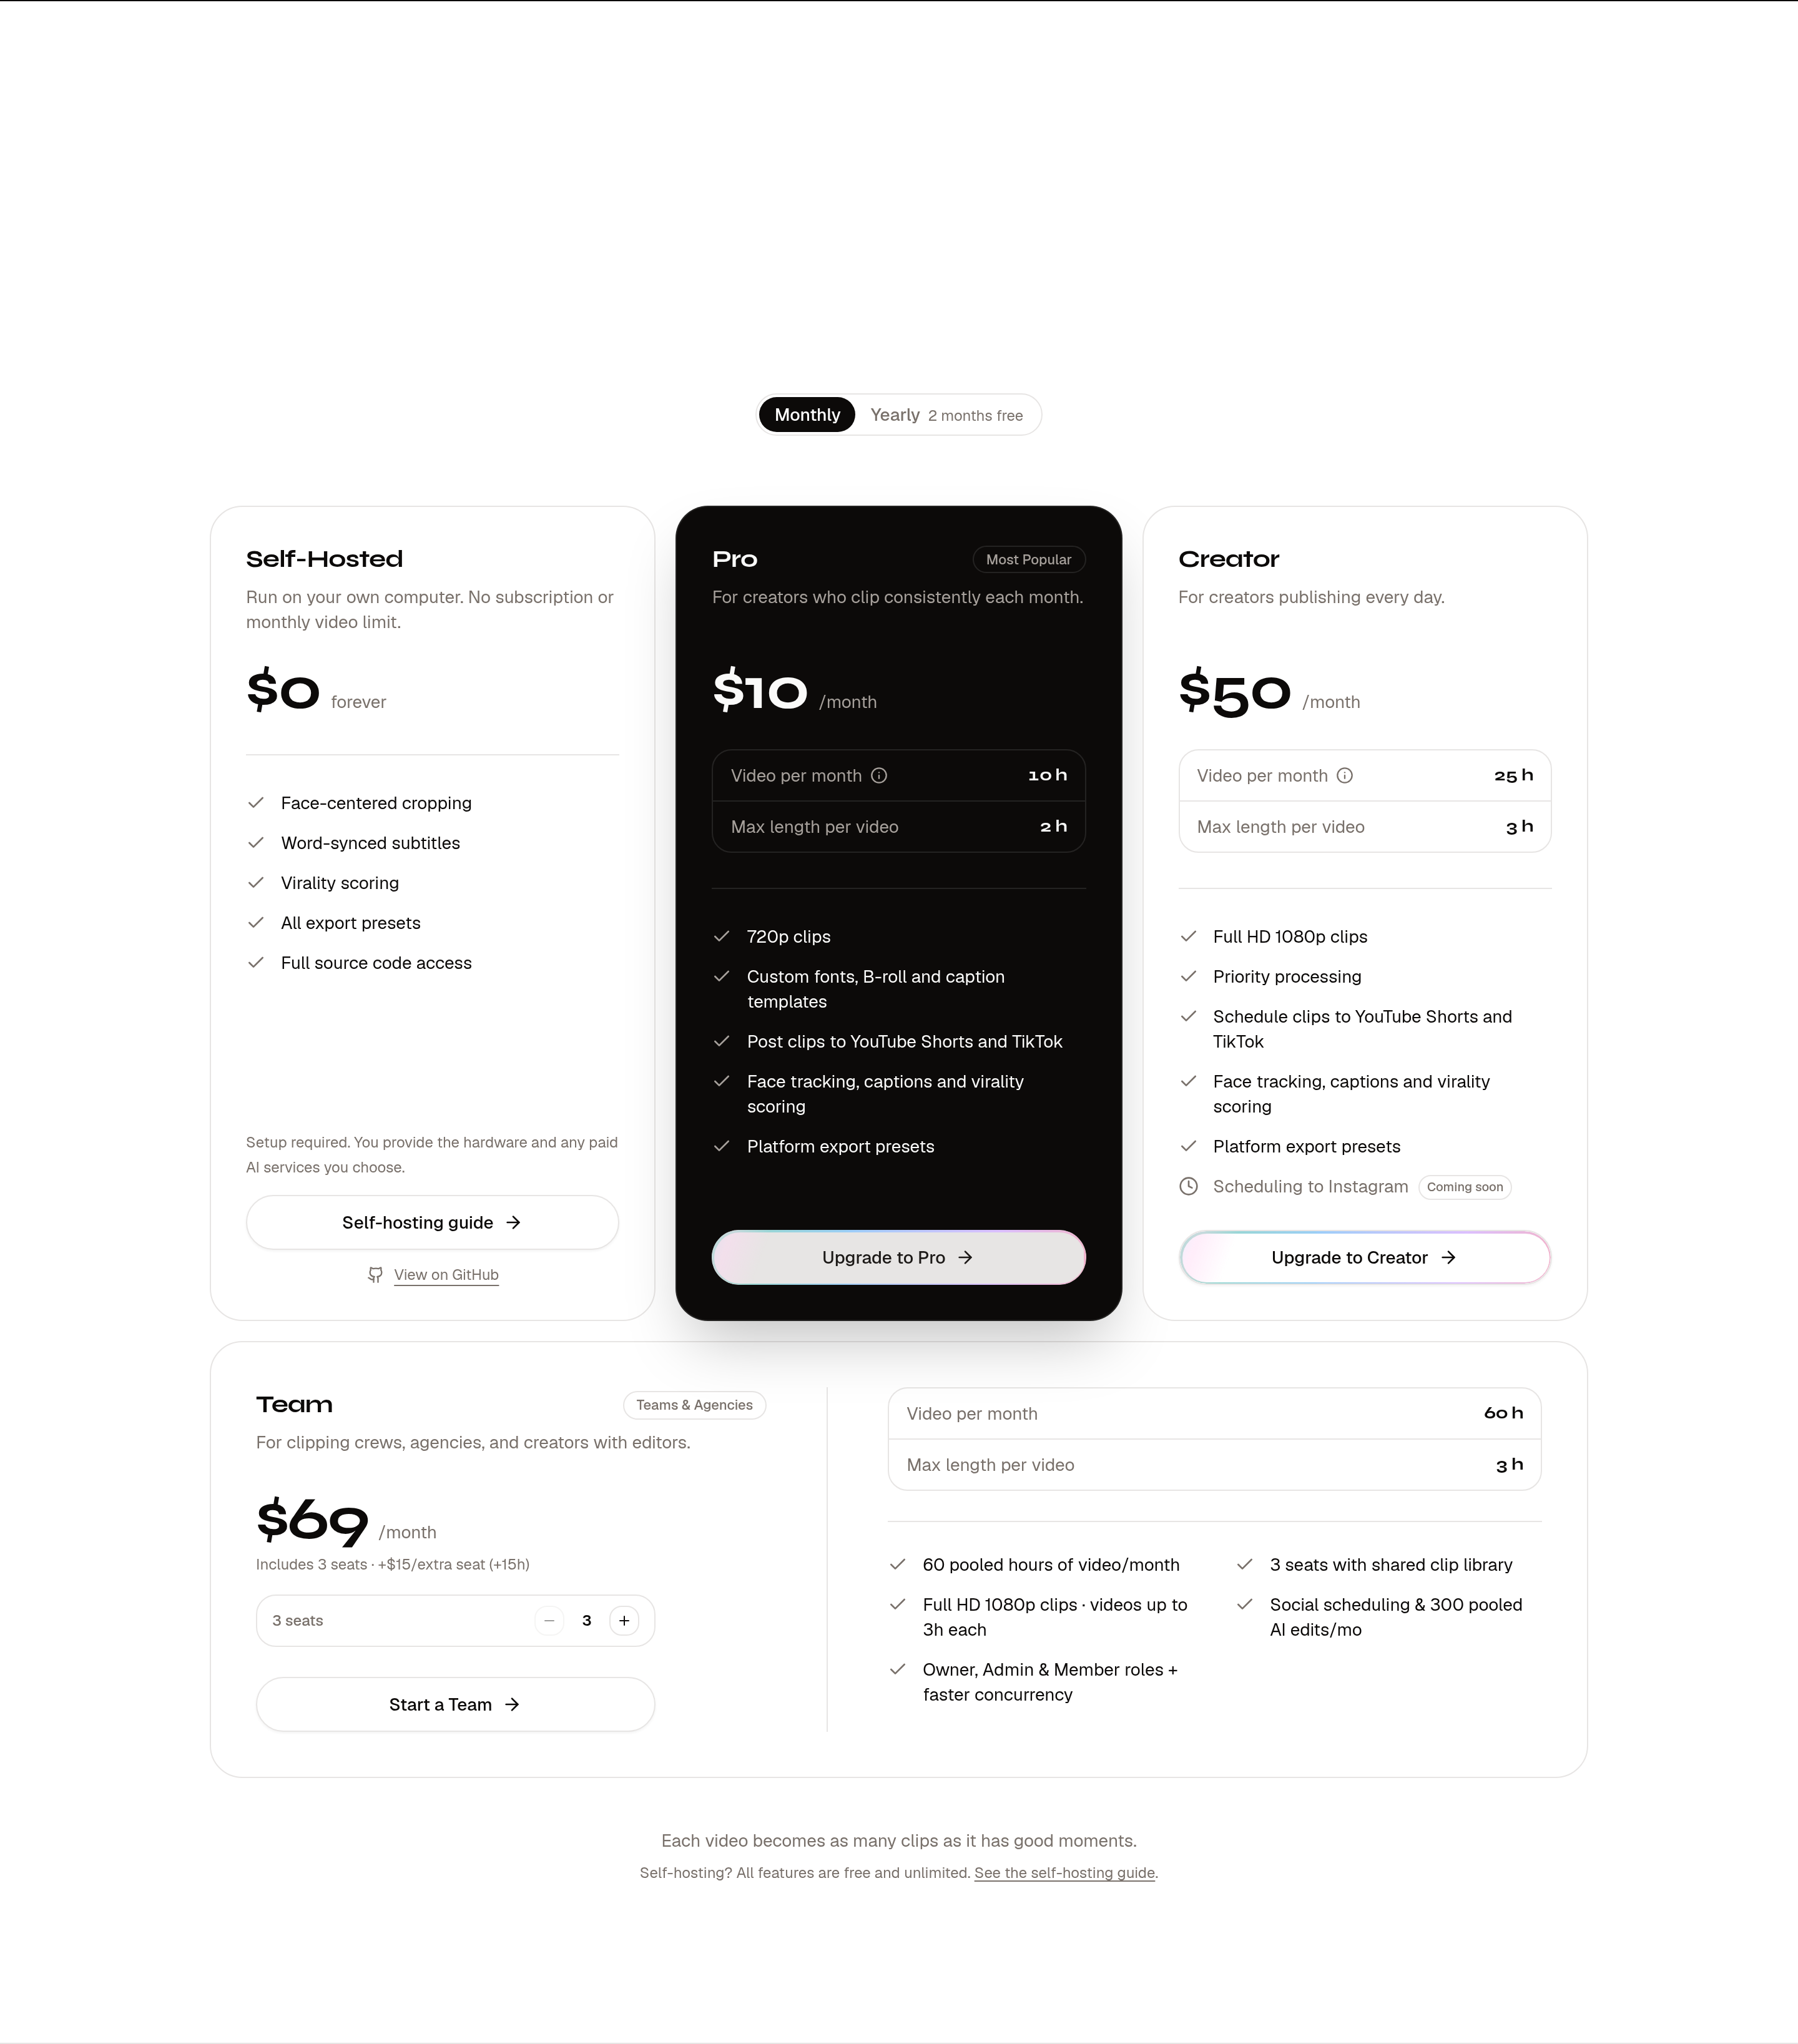 Monthly Yearly 2 months free
Self-Hosted
Run on your own computer. No subscription or
monthly video limit.
$0 forever
Face-centered cropping
Word-synced subtitles
Virality scoring
All export presets
Full source code access
Setup required. You provide the hardware and any paid
AI services you choose.
Self-hosting guide
View on GitHub
Pro
Most Popular
For creators who clip consistently each month.
$10 /month
Video per month 10 h
Max length per video 2 h
720p clips
Custom fonts, B-roll and caption
templates
Post clips to YouTube Shorts and TikTok
Face tracking, captions and virality
scoring
Platform export presets
Upgrade to Pro
Creator
For creators publishing every day.
$50 /month
Video per month 25 h
Max length per video 3 h
Full HD 1080p clips
Priority processing
Schedule clips to YouTube Shorts and
TikTok
Face tracking, captions and virality
scoring
Platform export presets
Scheduling to Instagram Coming soon
Upgrade to Creator
Team
Teams & Agencies
For clipping crews, agencies, and creators with editors.
$69 /month
Includes 3 seats · +$15/extra seat (+15h)
3 seats − 3 +
Start a Team
Video per month 60 h
Max length per video 3 h
60 pooled hours of video/month
3 seats with shared clip library
Full HD 1080p clips · videos up to
3h each
Social scheduling & 300 pooled
AI edits/mo
Owner, Admin & Member roles +
faster concurrency
Each video becomes as many clips as it has good moments.
Self-hosting? All features are free and unlimited. See the self-hosting guide.